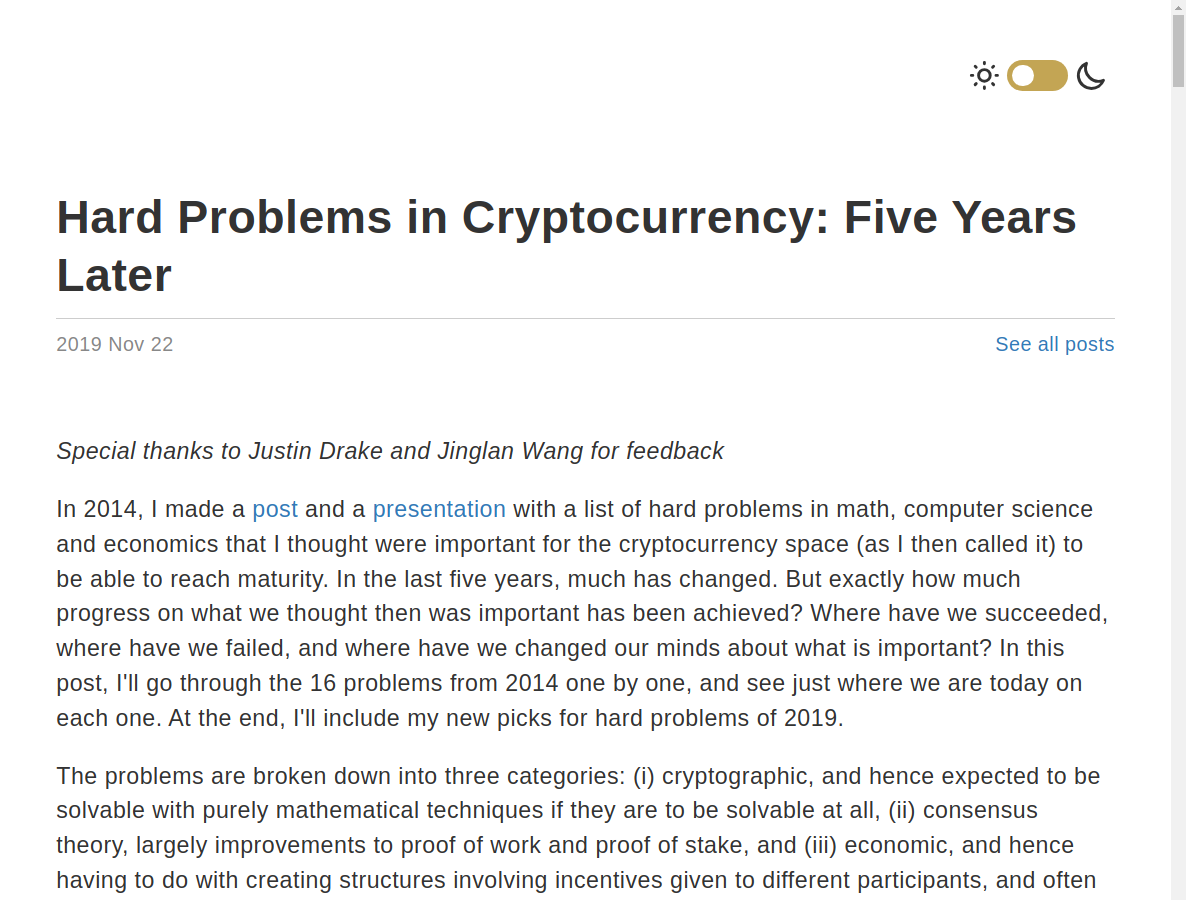 Hard Problems in Cryptocurrency: Five Years
Later
2019 Nov 22
See all posts
Special thanks to Justin Drake and Jinglan Wang for feedback
In 2014, I made a post and a presentation with a list of hard problems in math, computer science
and economics that I thought were important for the cryptocurrency space (as I then called it) to
be able to reach maturity. In the last five years, much has changed. But exactly how much
progress on what we thought then was important has been achieved? Where have we succeeded,
where have we failed, and where have we changed our minds about what is important? In this
post, I'll go through the 16 problems from 2014 one by one, and see just where we are today on
each one. At the end, I'll include my new picks for hard problems of 2019.
The problems are broken down into three categories: (i) cryptographic, and hence expected to be
solvable with purely mathematical techniques if they are to be solvable at all, (ii) consensus
theory, largely improvements to proof of work and proof of stake, and (iii) economic, and hence
having to do with creating structures involving incentives given to different participants, and often